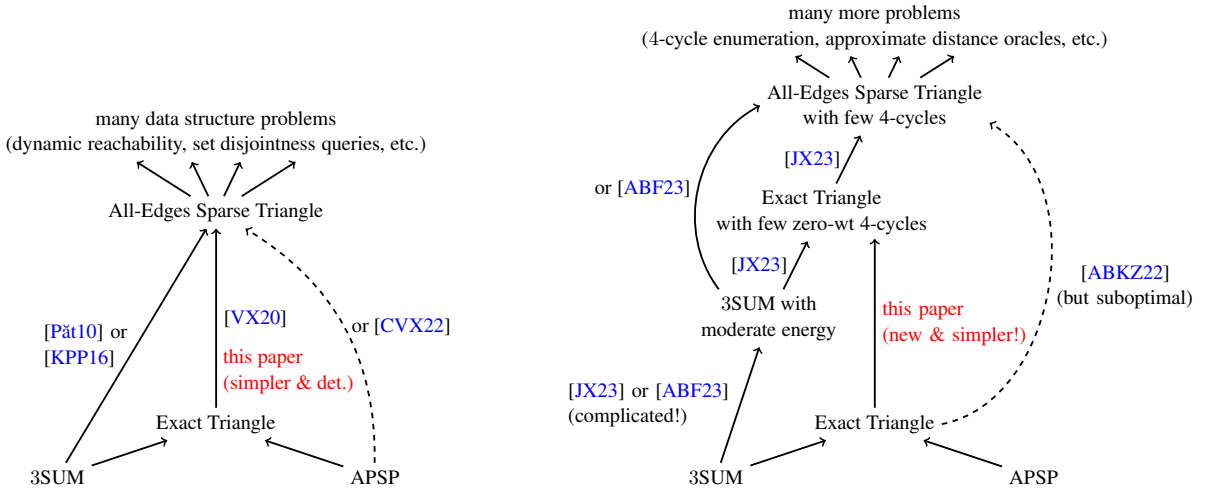 many data structure problems
(dynamic reachability, set disjointness queries, etc.)
All-Edges Sparse Triangle
[Păt10] or
[KPP16]
[VX20]
this paper
(simpler & det.)
or [CVX22]
Exact Triangle
3SUM
APSP
many more problems
(4-cycle enumeration, approximate distance oracles, etc.)
All-Edges Sparse Triangle
with few 4-cycles
[JX23]
or [ABF23]
Exact Triangle
with few zero-wt 4-cycles
[JX23]
[ABKZ22]
(but suboptimal)
3SUM with
moderate energy
this paper
(new & simpler!)
[JX23] or [ABF23]
(complicated!)
Exact Triangle
3SUM
APSP